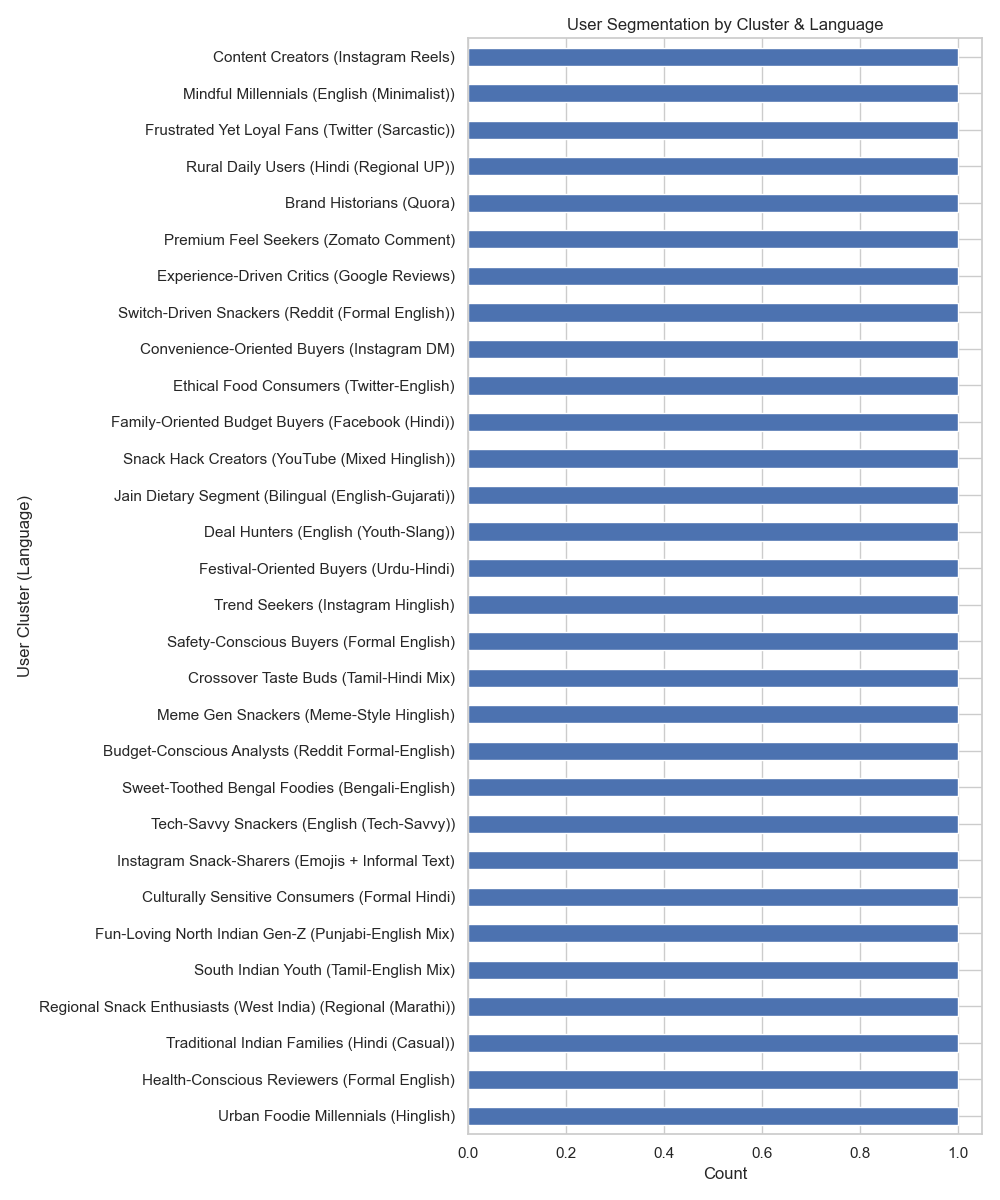 User Segmentation by Cluster & Language
Content Creators (Instagram Reels)
Mindful Millennials (English (Minimalist))
Frustrated Yet Loyal Fans (Twitter (Sarcastic))
Rural Daily Users (Hindi (Regional UP))
Brand Historians (Quora)
Premium Feel Seekers (Zomato Comment)
Experience-Driven Critics (Google Reviews)
Switch-Driven Snackers (Reddit (Formal English))
Convenience-Oriented Buyers (Instagram DM)
Ethical Food Consumers (Twitter-English)
Family-Oriented Budget Buyers (Facebook (Hindi))
Snack Hack Creators (YouTube (Mixed Hinglish))
Jain Dietary Segment (Bilingual (English-Gujarati))
Deal Hunters (English (Youth-Slang))
Festival-Oriented Buyers (Urdu-Hindi)
Trend Seekers (Instagram Hinglish)
Safety-Conscious Buyers (Formal English)
Crossover Taste Buds (Tamil-Hindi Mix)
Meme Gen Snackers (Meme-Style Hinglish)
Budget-Conscious Analysts (Reddit Formal-English)
Sweet-Toothed Bengal Foodies (Bengali-English)
Tech-Savvy Snackers (English (Tech-Savvy))
Instagram Snack-Sharers (Emojis + Informal Text)
Culturally Sensitive Consumers (Formal Hindi)
Fun-Loving North Indian Gen-Z (Punjabi-English Mix)
South Indian Youth (Tamil-English Mix)
Regional Snack Enthusiasts (West India) (Regional (Marathi))
Traditional Indian Families (Hindi (Casual))
Health-Conscious Reviewers (Formal English)
Urban Foodie Millennials (Hinglish)
User Cluster (Language)
0.0 0.2 0.4 0.6 0.8 1.0
Count